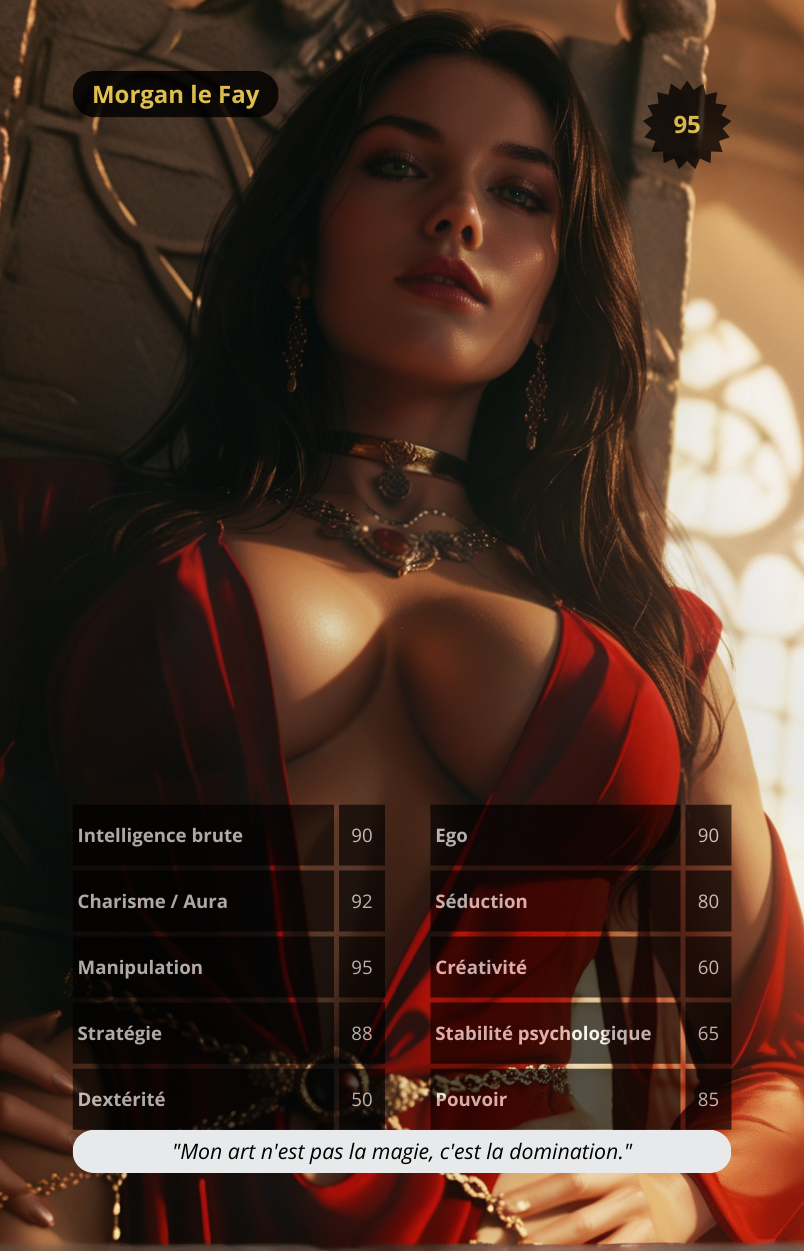 Morgan le Fay
95
Intelligence brute 90
Ego 90
Charisme / Aura 92
Séduction 80
Manipulation 95
Créativité 60
Stratégie 88
Stabilité psychologique 65
Dextérité 50
Pouvoir 85
"Mon art n'est pas la magie, c'est la domination."